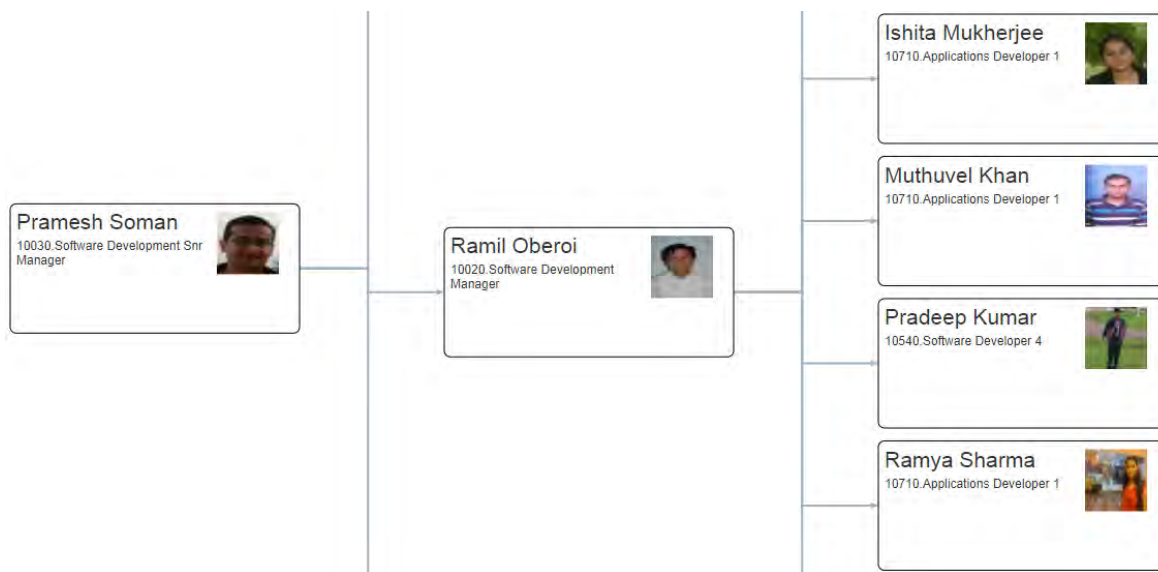 Pramesh Soman
10030.Software Development Snr
Manager
Ramil Oberoi
10020.Software Development
Manager
Ishita Mukherjee
10710.Applications Developer 1
Muthuvel Khan
10710.Applications Developer 1
Pradeep Kumar
10540.Software Developer 4
Ramya Sharma
10710.Applications Developer 1